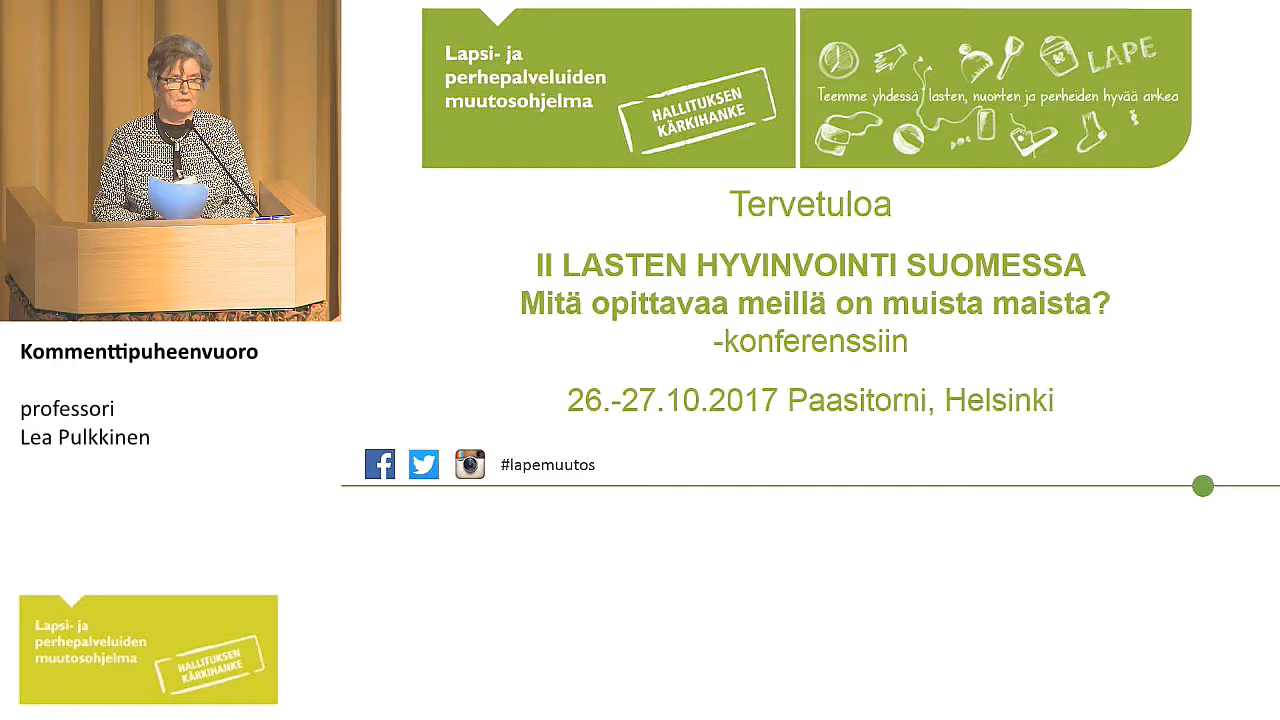 Lapsi- ja
perhepalveluiden
muutosohjelma
HALLITUKSEN
KÄRKIHANKE
LAPE
Teemme yhdessä lasten, nuorten ja perheiden hyvää arkea
Tervetuloa
II LASTEN HYVINVOINTI SUOMESSA
Mitä opittavaa meillä on muista maista?
-konferenssiin
26.-27.10.2017 Paasitorni, Helsinki
#lapemuutos
Kommenttipuheenvuoro
professori
Lea Pulkkinen
Lapsi- ja
perhepalveluiden
muutosohjelma
HALLITUKSEN
KÄRKIHANKE